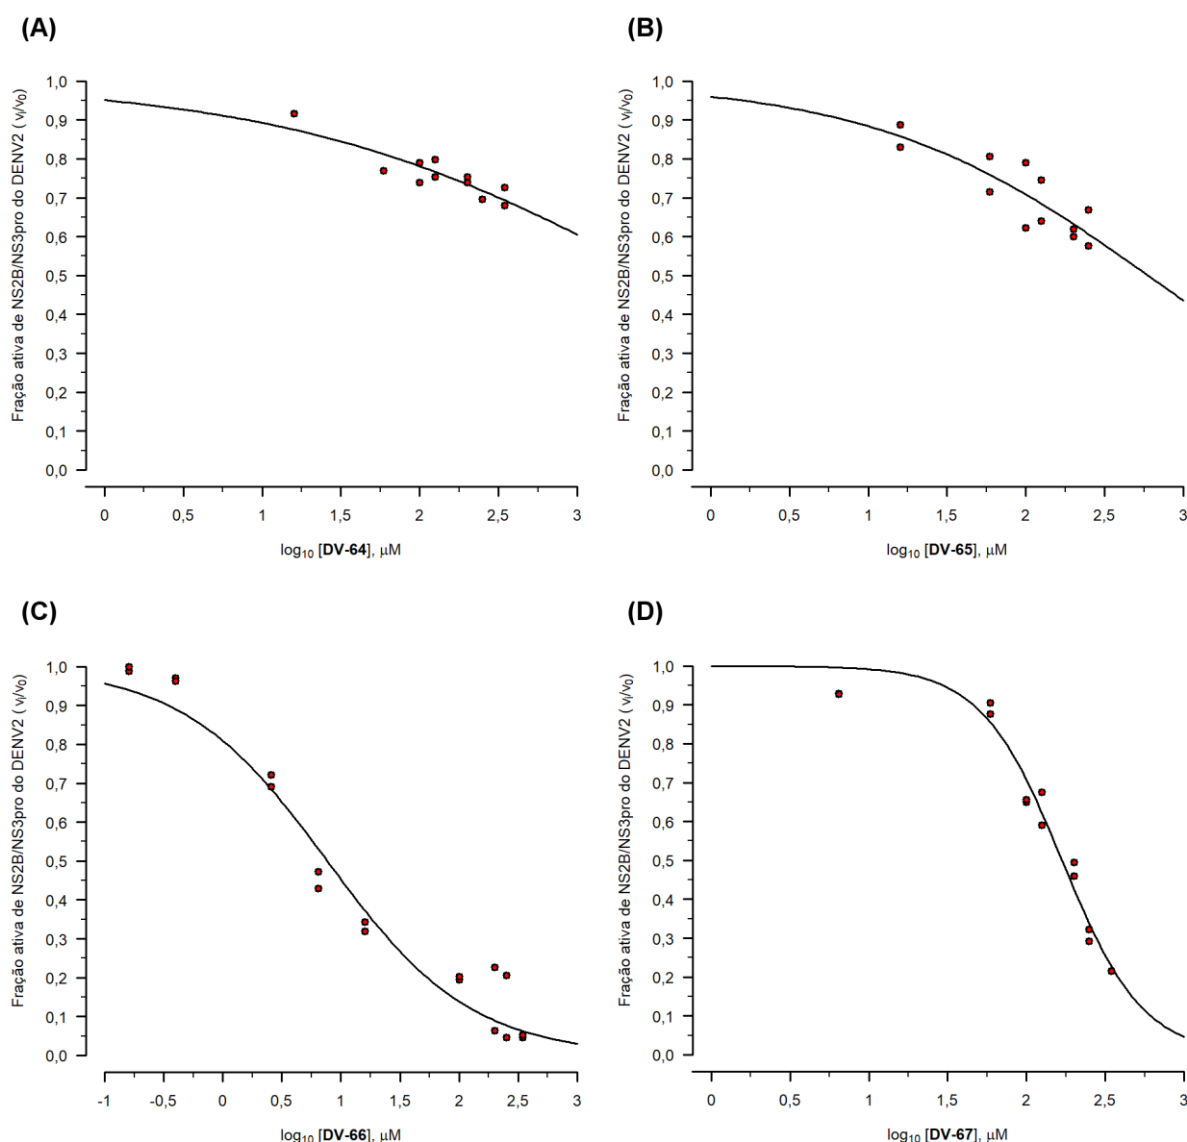 (A)
Fração ativa de NS2B/NS3pro do DENV2 ( vᵢ/v₀)
1,0
0,9
0,8
0,7
0,6
0,5
0,4
0,3
0,2
0,1
0,0
0 0,5 1 1,5 2 2,5 3
log₁₀ [DV-64], µM
(B)
Fração ativa de NS2B/NS3pro do DENV2 ( vᵢ/v₀)
1,0
0,9
0,8
0,7
0,6
0,5
0,4
0,3
0,2
0,1
0,0
0 0,5 1 1,5 2 2,5 3
log₁₀ [DV-65], µM
(C)
Fração ativa de NS2B/NS3pro do DENV2 ( vᵢ/v₀)
1,0
0,9
0,8
0,7
0,6
0,5
0,4
0,3
0,2
0,1
0,0
-1 -0,5 0 0,5 1 1,5 2 2,5 3
log₁₀ [DV-66], µM
(D)
Fração ativa de NS2B/NS3pro do DENV2 ( vᵢ/v₀)
1,0
0,9
0,8
0,7
0,6
0,5
0,4
0,3
0,2
0,1
0,0
0 0,5 1 1,5 2 2,5 3
log₁₀ [DV-67], µM